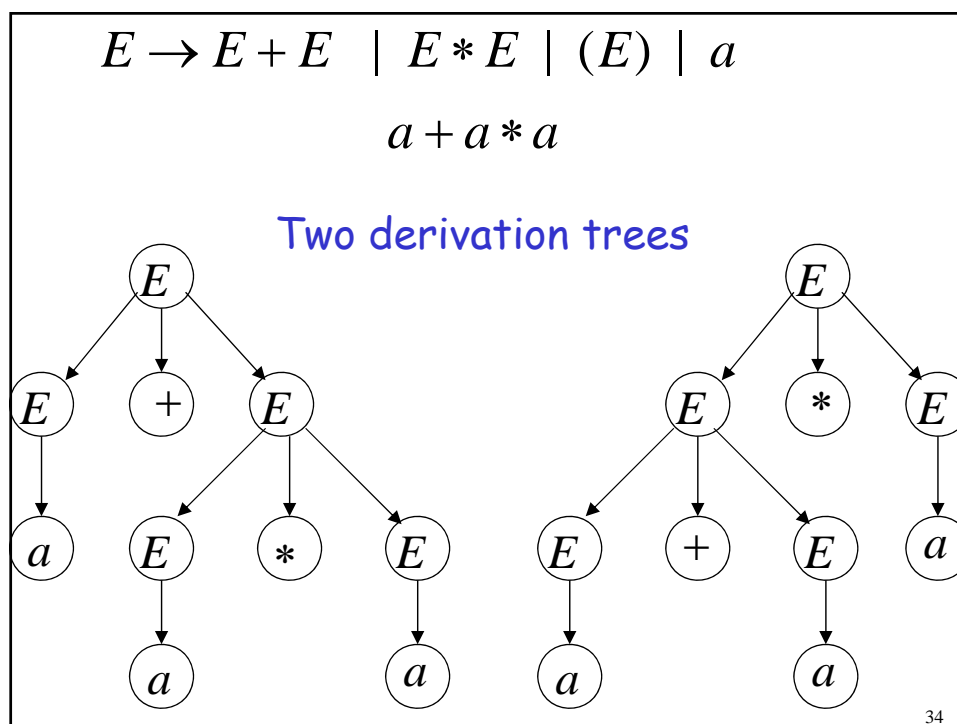 E → E + E | E * E | (E) | a
a + a * a
Two derivation trees
E E
E + E E * E
a E * E E + E a
a a a a
34